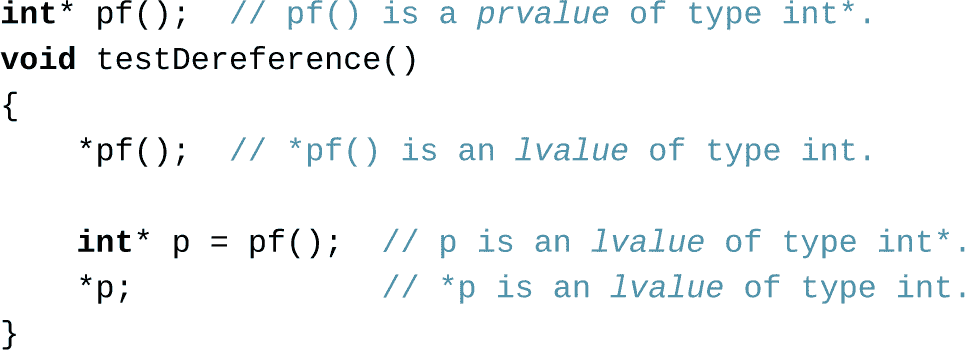 int* pf();  // pf() is a prvalue of type int*.
void testDereference()
{
    *pf();  // *pf() is an lvalue of type int.
    int* p = pf();  // p is an lvalue of type int*.
    *p;             // *p is an lvalue of type int.
}